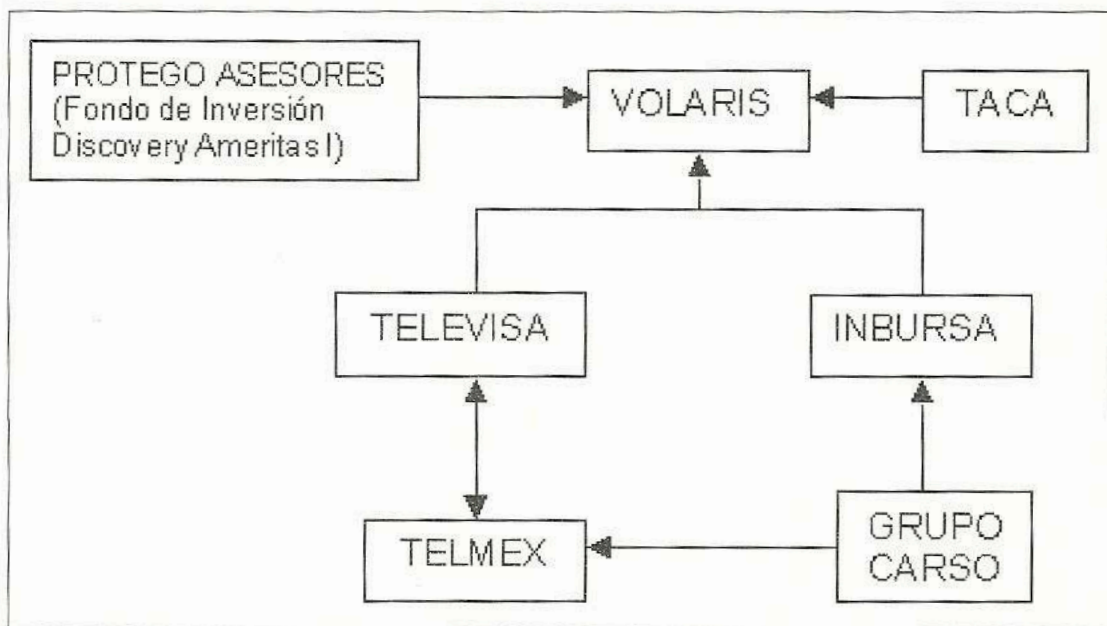 PROTEGO ASESORES
(Fondo de Inversión
Discovery Ameritas I)
VOLARIS
TACA
TELEVISA
INBURSA
TELMEX
GRUPO
CARSO